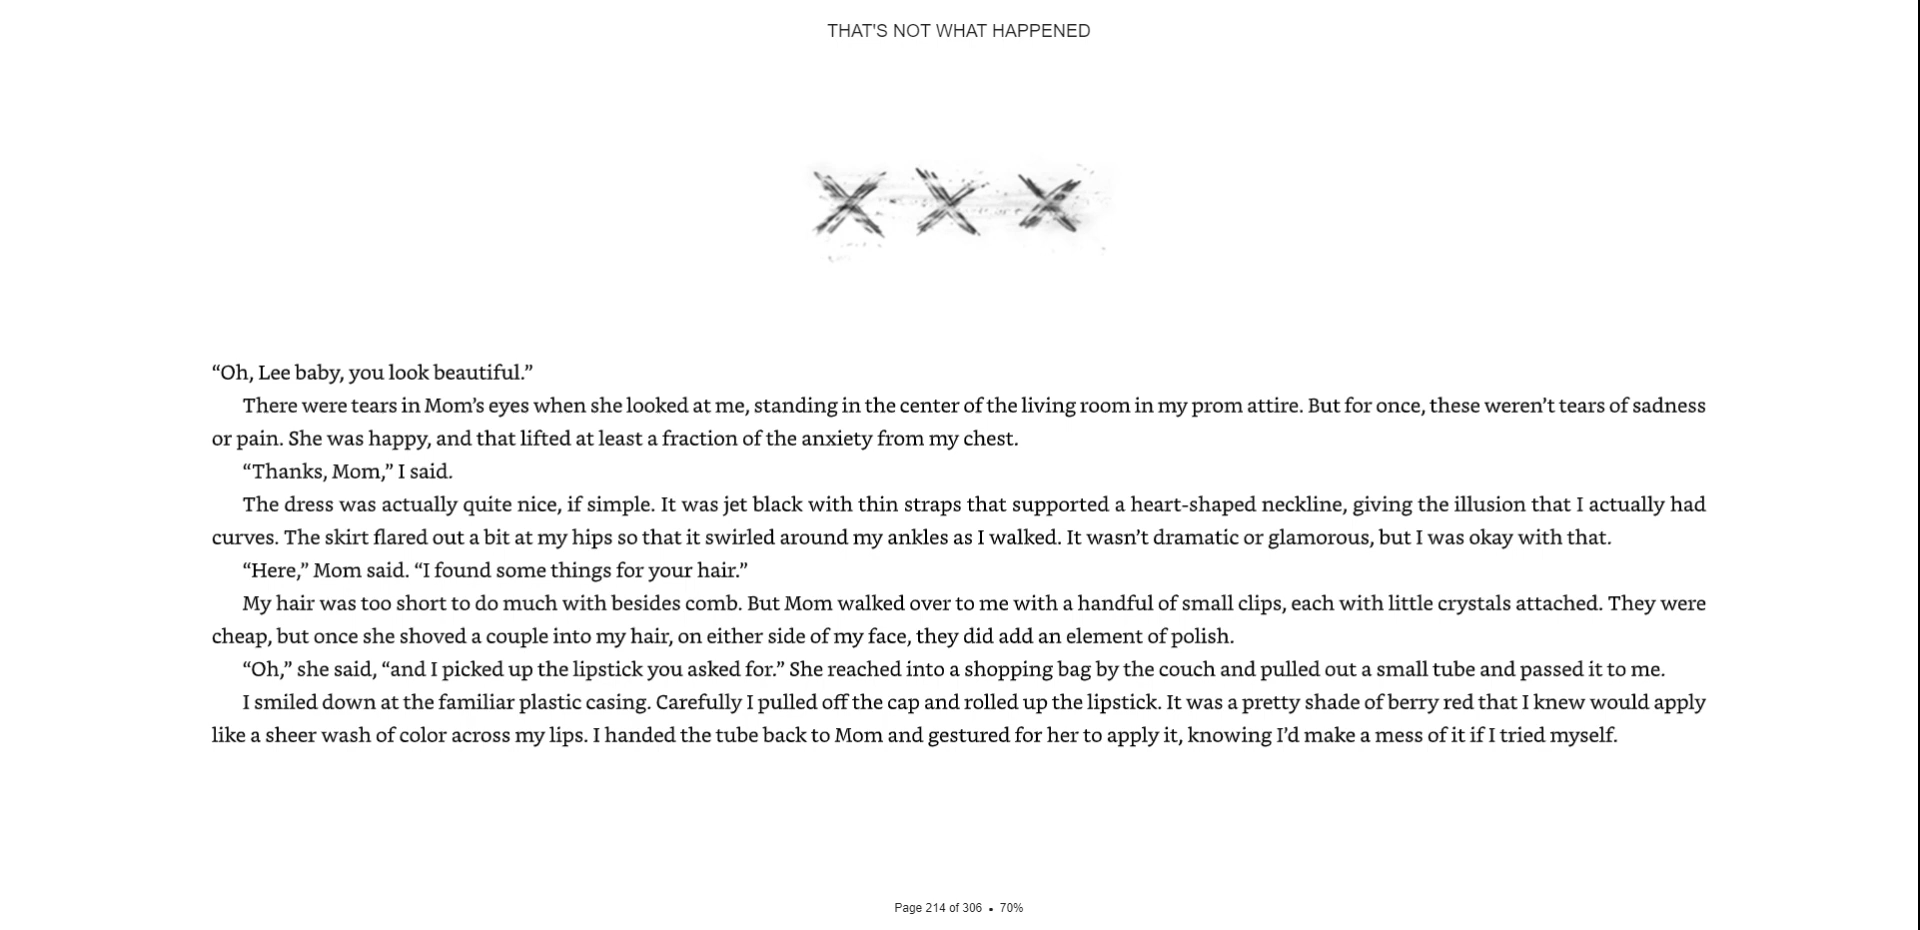 THAT'S NOT WHAT HAPPENED
X X X
“Oh, Lee baby, you look beautiful.”
There were tears in Mom’s eyes when she looked at me, standing in the center of the living room in my prom attire. But for once, these weren’t tears of sadness
or pain. She was happy, and that lifted at least a fraction of the anxiety from my chest.
“Thanks, Mom,” I said.
The dress was actually quite nice, if simple. It was jet black with thin straps that supported a heart-shaped neckline, giving the illusion that I actually had
curves. The skirt flared out a bit at my hips so that it swirled around my ankles as I walked. It wasn’t dramatic or glamorous, but I was okay with that.
“Here,” Mom said. “I found some things for your hair.”
My hair was too short to do much with besides comb. But Mom walked over to me with a handful of small clips, each with little crystals attached. They were
cheap, but once she shoved a couple into my hair, on either side of my face, they did add an element of polish.
“Oh,” she said, “and I picked up the lipstick you asked for.” She reached into a shopping bag by the couch and pulled out a small tube and passed it to me.
I smiled down at the familiar plastic casing. Carefully I pulled off the cap and rolled up the lipstick. It was a pretty shade of berry red that I knew would apply
like a sheer wash of color across my lips. I handed the tube back to Mom and gestured for her to apply it, knowing I’d make a mess of it if I tried myself.
Page 214 of 306 • 70%